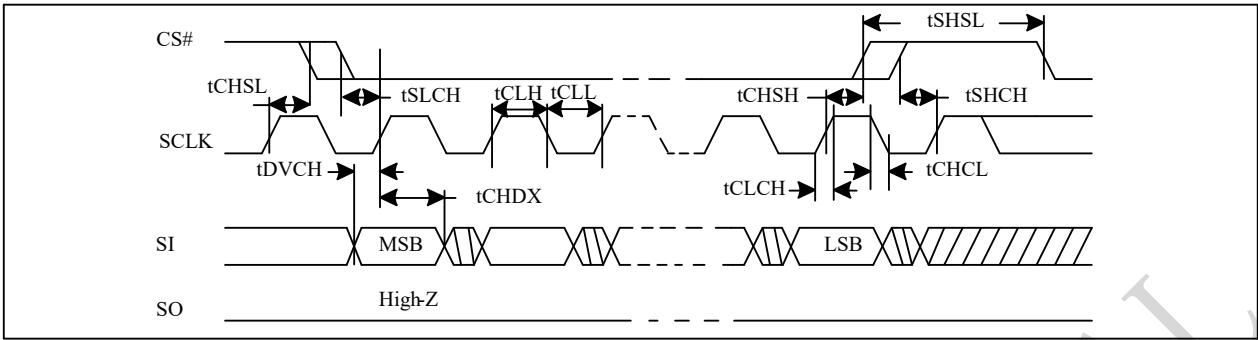 tSHSL
CS#
tCHSL
tSLCH
tCLH
tCLL
tCHSH
tSHCH
SCLK
tDVCH
tCHDX
tCLCH
tCHCL
SI
MSB
LSB
SO
High-Z